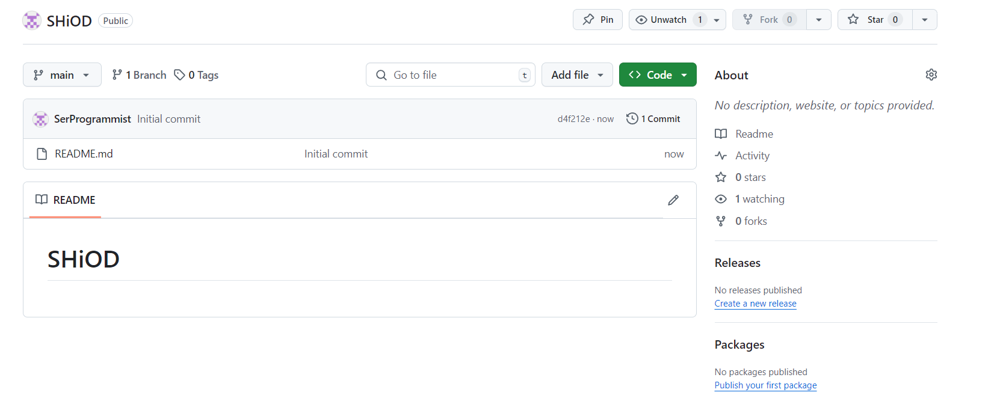 SHiOD Public Pin Unwatch 1 Fork 0 Star 0
main 1 Branch 0 Tags Go to file t Add file Code
SerProgrammist Initial commit d4f212e · now 1 Commit
README.md Initial commit now
README
SHiOD
About
No description, website, or topics provided.
Readme
Activity
0 stars
1 watching
0 forks
Releases
No releases published
Create a new release
Packages
No packages published
Publish your first package